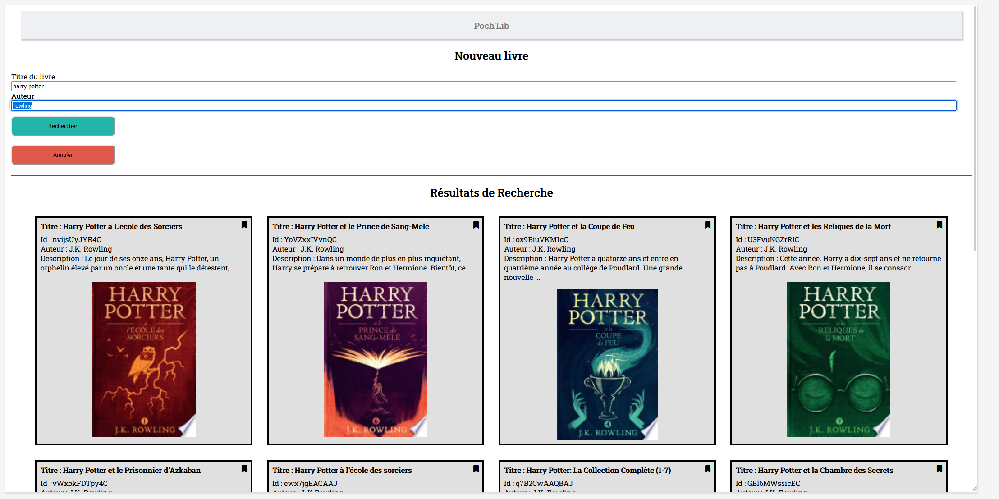 Poch'Lib
Nouveau livre
Titre du livre
harry potter
Auteur
rowling
Rechercher
Annuler
Résultats de Recherche
Titre : Harry Potter à L'école des Sorciers
Id : nvijsUyJYR4C
Auteur : J.K. Rowling
Description : Le jour de ses onze ans, Harry Potter, un
orphelin élevé par un oncle et une tante qui le détestent,...
HARRY
POTTER
à
l'ÉCOLE des
SORCIERS
1
J.K. ROWLING
Titre : Harry Potter et le Prince de Sang-Mêlé
Id : YoVZxxIVvnQC
Auteur : J.K. Rowling
Description : Dans un monde de plus en plus inquiétant,
Harry se prépare à retrouver Ron et Hermione. Bientôt, ce ...
HARRY
POTTER
et le
PRINCE de
SANG-MÊLÉ
6
J.K. ROWLING
Titre : Harry Potter et la Coupe de Feu
Id : ox9BiuVKM1cC
Auteur : J.K. Rowling
Description : Harry Potter a quatorze ans et entre en
quatrième année au collège de Poudlard. Une grande
nouvelle ...
HARRY
POTTER
et la
COUPE
de FEU
4
J.K. ROWLING
Titre : Harry Potter et les Reliques de la Mort
Id : U3FvuNGZrRIC
Auteur : J.K. Rowling
Description : Cette année, Harry a dix-sept ans et ne retourne
pas à Poudlard. Avec Ron et Hermione, il se consacr...
HARRY
POTTER
et les
RELIQUES de
la MORT
7
J.K. ROWLING
Titre : Harry Potter et le Prisonnier d'Azkaban
Id : vWxokFDTpy4C
Auteur : J.K. Rowling
Titre : Harry Potter à l'école des sorciers
Id : ewx7jgEACAAJ
Auteur : J.K. Rowling
Titre : Harry Potter: La Collection Complète (1-7)
Id : q7B2CwAAQBAJ
Auteur : J.K. Rowling
Titre : Harry Potter et la Chambre des Secrets
Id : GBl6MWssicEC
Auteur : J.K. Rowling